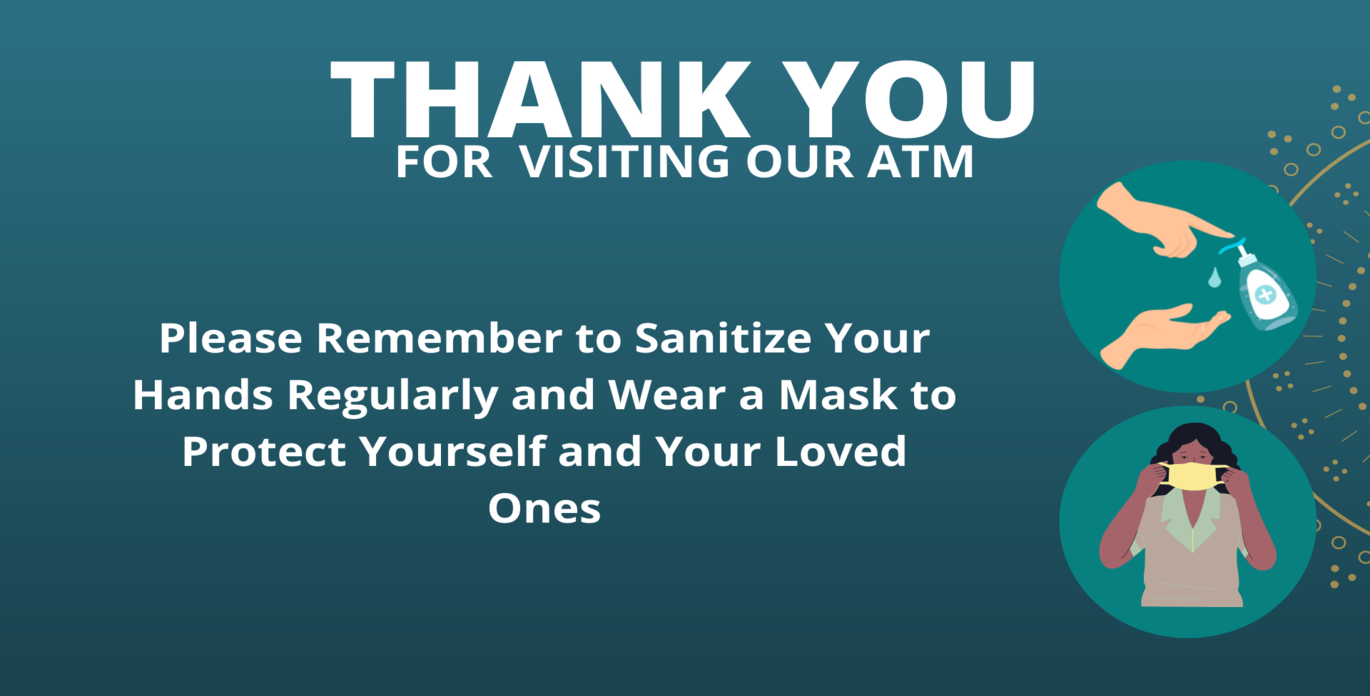 THANK YOU
FOR VISITING OUR ATM
Please Remember to Sanitize Your
Hands Regularly and Wear a Mask to
Protect Yourself and Your Loved
Ones